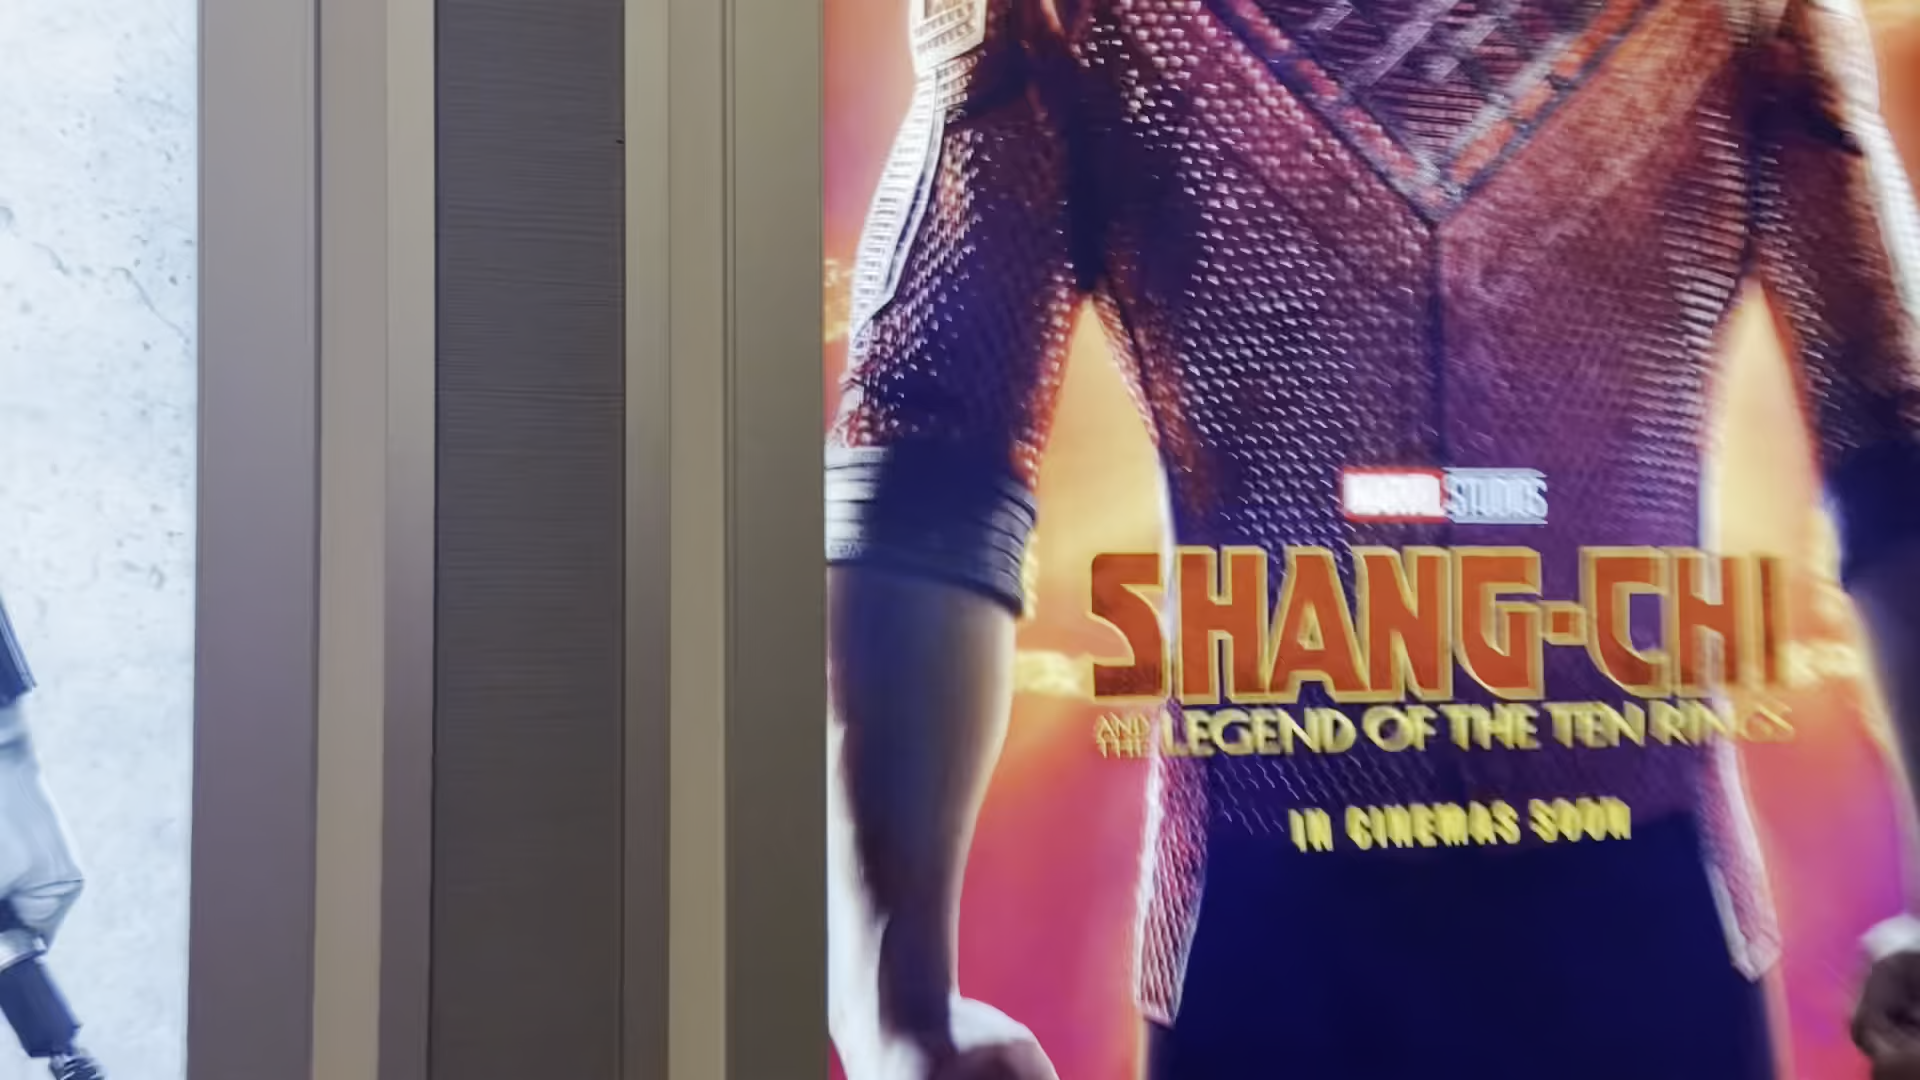 MARVEL STUDIOS
SHANG-CHI
AND THE LEGEND OF THE TEN RINGS
IN CINEMAS SOON